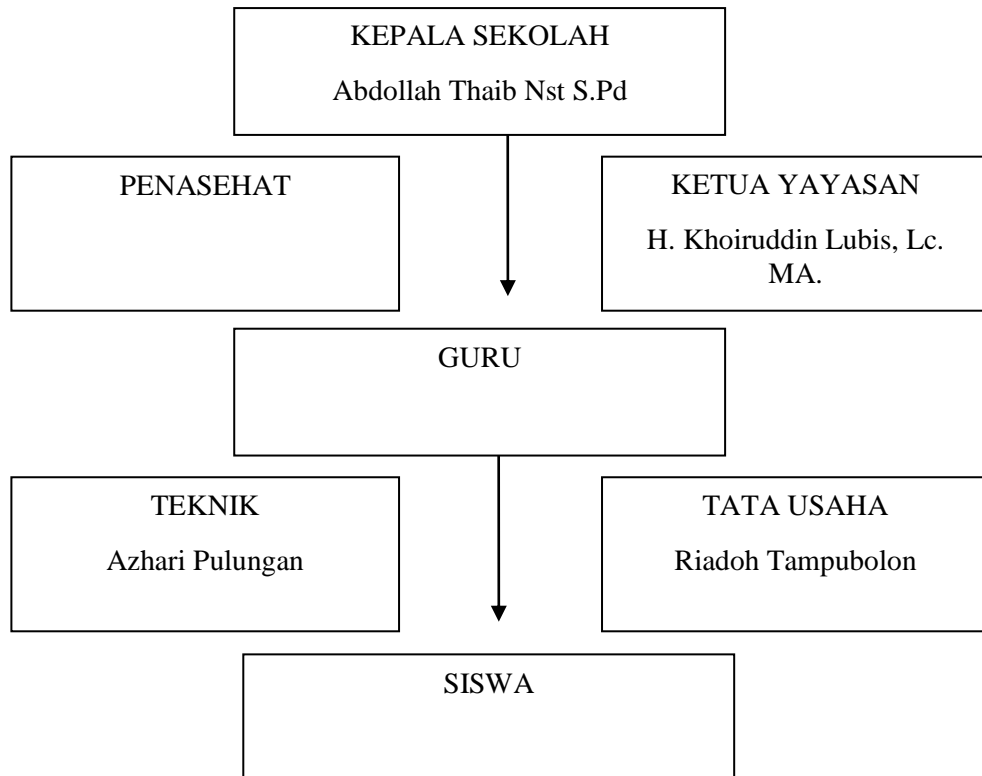 KEPALA SEKOLAH
Abdollah Thaib Nst S.Pd
PENASEHAT
KETUA YAYASAN
H. Khoiruddin Lubis, Lc.
MA.
GURU
TEKNIK
Azhari Pulungan
TATA USAHA
Riadoh Tampubolon
SISWA